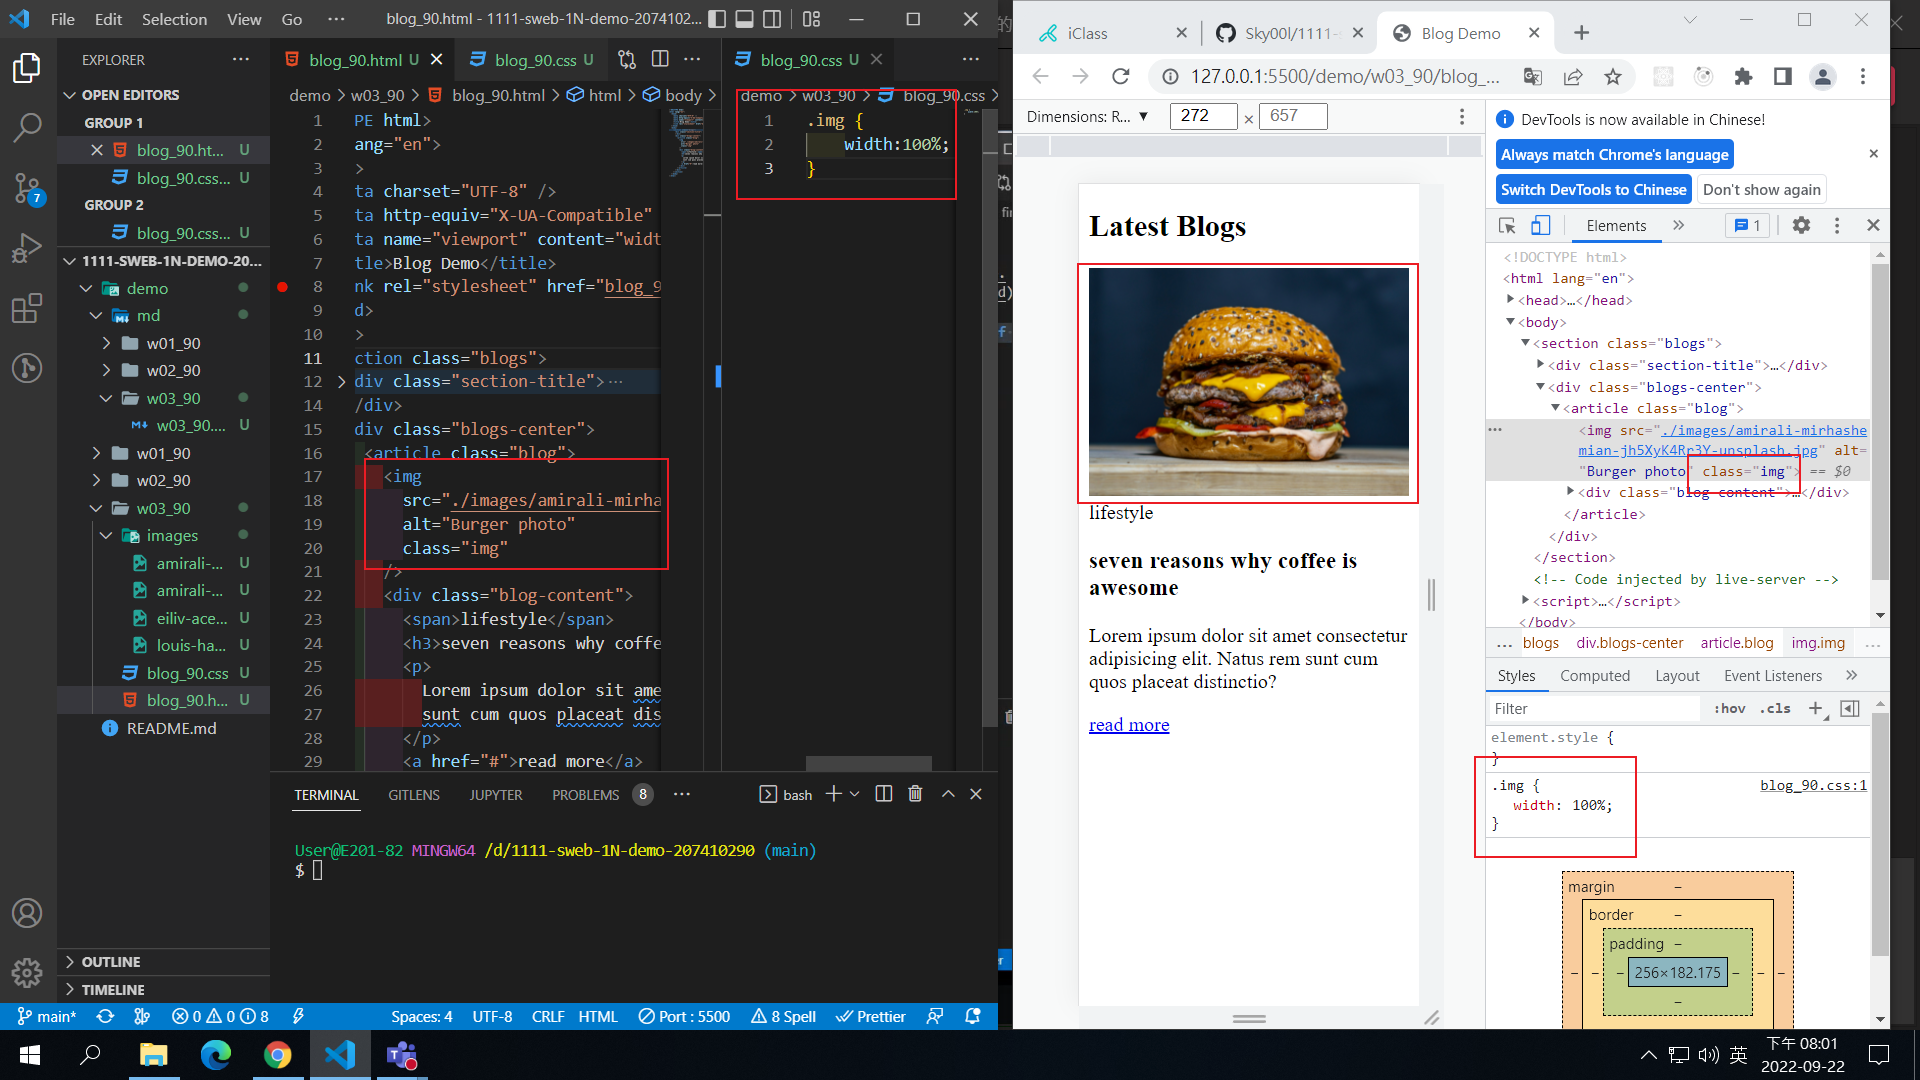 File Edit Selection View Go ··· blog_90.html - 1111-sweb-1N-demo-2074102...
EXPLORER ···
OPEN EDITORS
GROUP 1
blog_90.ht... U
blog_90.css... U
GROUP 2
blog_90.css... U
1111-SWEB-1N-DEMO-20...
demo
md
w01_90
w02_90
w03_90
w03_90.... U
w01_90
w02_90
w03_90
images
amirali-... U
amirali-... U
eiliv-ace... U
louis-ha... U
blog_90.css U
blog_90.h... U
README.md
OUTLINE
TIMELINE
7
blog_90.html U
blog_90.css U
demo > w03_90 > blog_90.html > html > body >
1 PE html>
2 ang="en">
3 >
4 ta charset="UTF-8" />
5 ta http-equiv="X-UA-Compatible"
6 ta name="viewport" content="widt
7 tle>Blog Demo</title>
8 nk rel="stylesheet" href="blog_9
9 d>
10 >
11 ction class="blogs">
12 div class="section-title">···
14 /div>
15 div class="blogs-center">
16 <article class="blog">
17 <img
18 src="./images/amirali-mirha
19 alt="Burger photo"
20 class="img"
21 />
22 <div class="blog-content">
23 <span>lifestyle</span>
24 <h3>seven reasons why coffe
25 <p>
26 Lorem ipsum dolor sit ame
27 sunt cum quos placeat dis
28 </p>
29 <a href="#">read more</a>
blog_90.css U
demo > w03_90 > blog_90.css >
1 .img {
2 width:100%;
3 }
TERMINAL GITLENS JUPYTER PROBLEMS 8 ··· bash
User@E201-82 MINGW64 /d/1111-sweb-1N-demo-207410290 (main)
$
main* 0 0 8 Spaces: 4 UTF-8 CRLF HTML Port : 5500 8 Spell Prettier
iClass
Sky00l/1111-s
Blog Demo
127.0.0.1:5500/demo/w03_90/blog_...
Dimensions: R... ▼ 272 × 657
Latest Blogs
lifestyle
seven reasons why coffee is
awesome
Lorem ipsum dolor sit amet consectetur
adipisicing elit. Natus rem sunt cum
quos placeat distinctio?
read more
DevTools is now available in Chinese!
Always match Chrome's language
Switch DevTools to Chinese Don't show again
Elements » 1
<!DOCTYPE html>
<html lang="en">
<head>…</head>
<body>
<section class="blogs">
<div class="section-title">…</div>
<div class="blogs-center">
<article class="blog">
<img src="./images/amirali-mirhashe
mian-jh5XyK4Rr3Y-unsplash.jpg" alt=
"Burger photo" class="img"> == $0
<div class="blog-content">…</div>
</article>
</div>
</section>
<!-- Code injected by live-server -->
<script>…</script>
</body>
... blogs div.blogs-center article.blog img.img ...
Styles Computed Layout Event Listeners »
Filter :hov .cls
element.style {
}
.img { blog_90.css:1
width: 100%;
}
margin –
border –
padding –
– – – 256×182.175 – – –
–
英
下午 08:01
2022-09-22